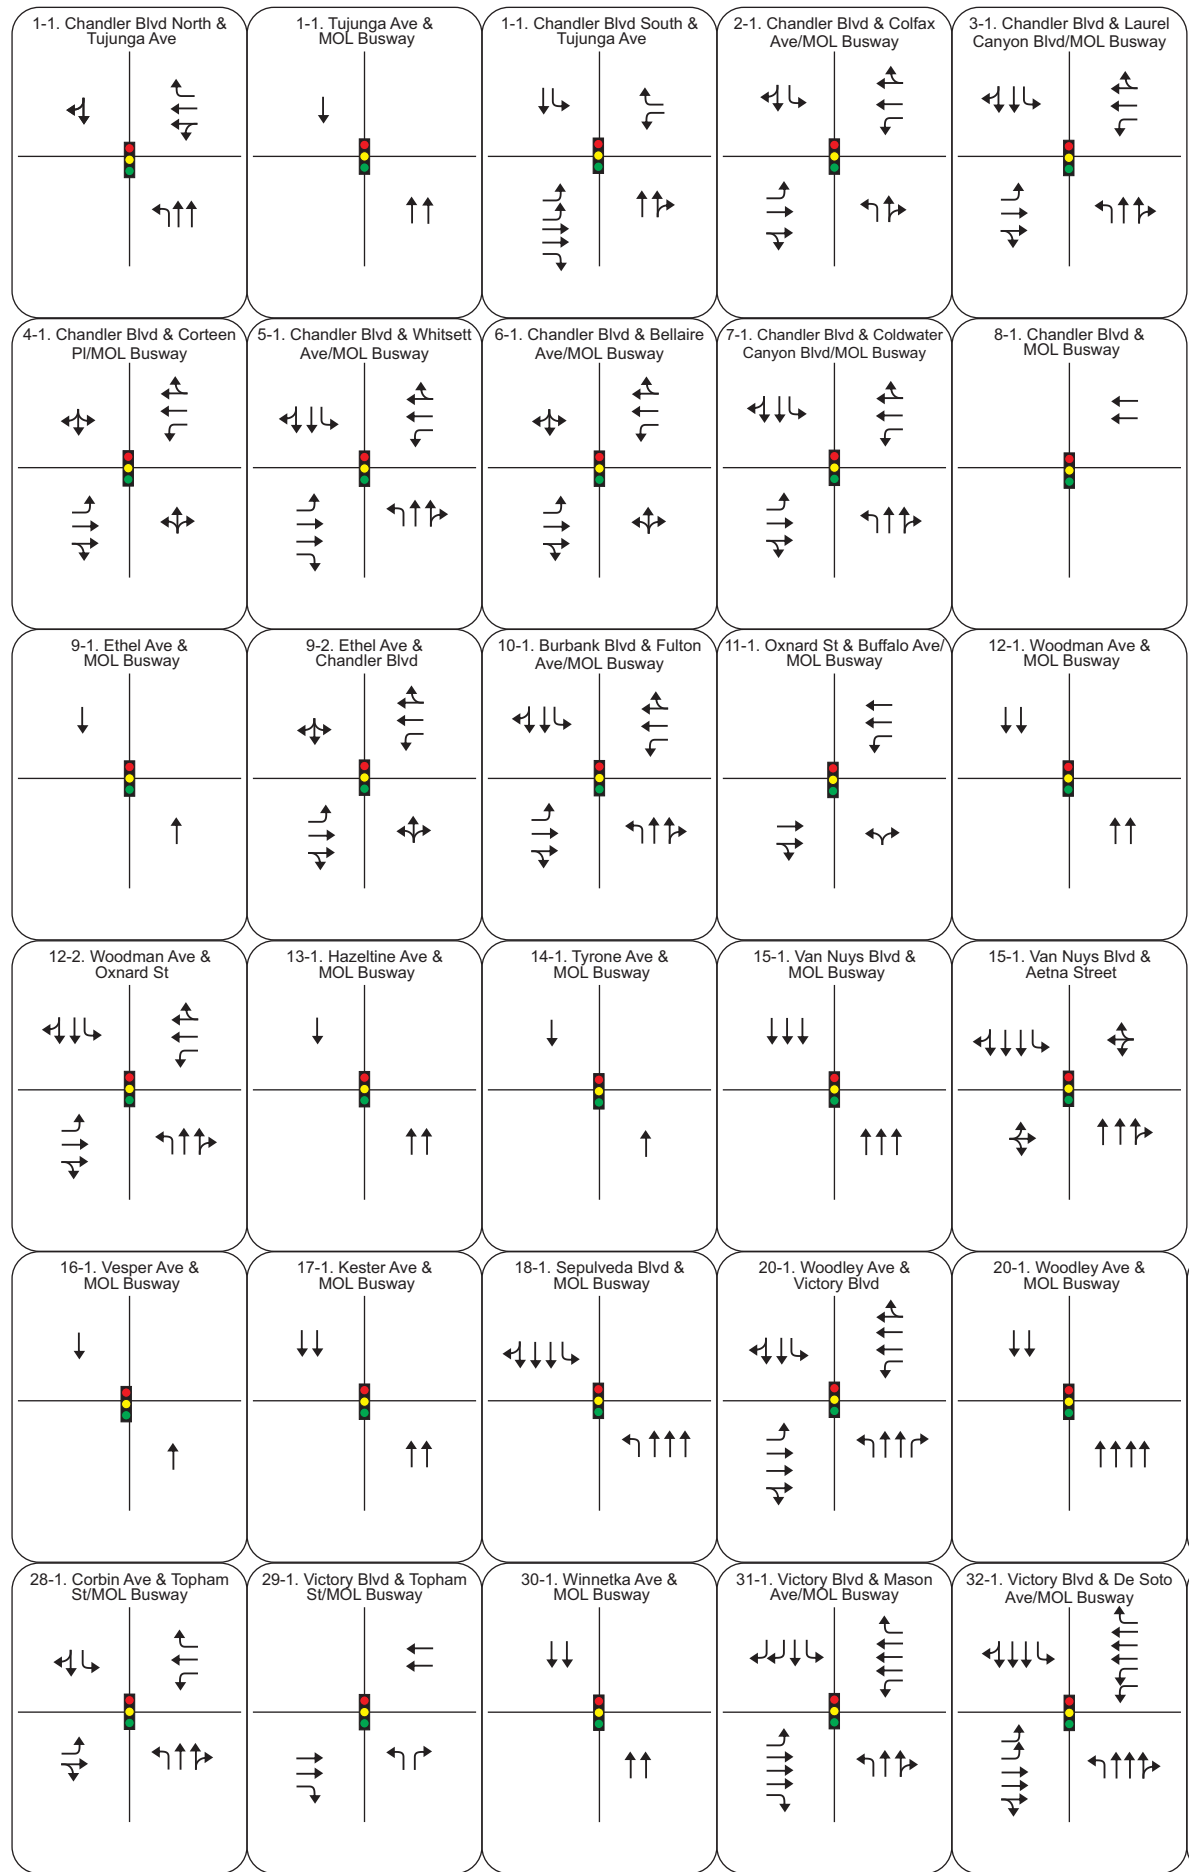 1-1. Chandler Blvd North &
Tujunga Ave
1-1. Tujunga Ave &
MOL Busway
1-1. Chandler Blvd South &
Tujunga Ave
2-1. Chandler Blvd & Colfax
Ave/MOL Busway
3-1. Chandler Blvd & Laurel
Canyon Blvd/MOL Busway
4-1. Chandler Blvd & Corteen
Pl/MOL Busway
5-1. Chandler Blvd & Whitsett
Ave/MOL Busway
6-1. Chandler Blvd & Bellaire
Ave/MOL Busway
7-1. Chandler Blvd & Coldwater
Canyon Blvd/MOL Busway
8-1. Chandler Blvd &
MOL Busway
9-1. Ethel Ave &
MOL Busway
9-2. Ethel Ave &
Chandler Blvd
10-1. Burbank Blvd & Fulton
Ave/MOL Busway
11-1. Oxnard St & Buffalo Ave/
MOL Busway
12-1. Woodman Ave &
MOL Busway
12-2. Woodman Ave &
Oxnard St
13-1. Hazeltine Ave &
MOL Busway
14-1. Tyrone Ave &
MOL Busway
15-1. Van Nuys Blvd &
MOL Busway
15-1. Van Nuys Blvd &
Aetna Street
16-1. Vesper Ave &
MOL Busway
17-1. Kester Ave &
MOL Busway
18-1. Sepulveda Blvd &
MOL Busway
20-1. Woodley Ave &
Victory Blvd
20-1. Woodley Ave &
MOL Busway
28-1. Corbin Ave & Topham
St/MOL Busway
29-1. Victory Blvd & Topham
St/MOL Busway
30-1. Winnetka Ave &
MOL Busway
31-1. Victory Blvd & Mason
Ave/MOL Busway
32-1. Victory Blvd & De Soto
Ave/MOL Busway